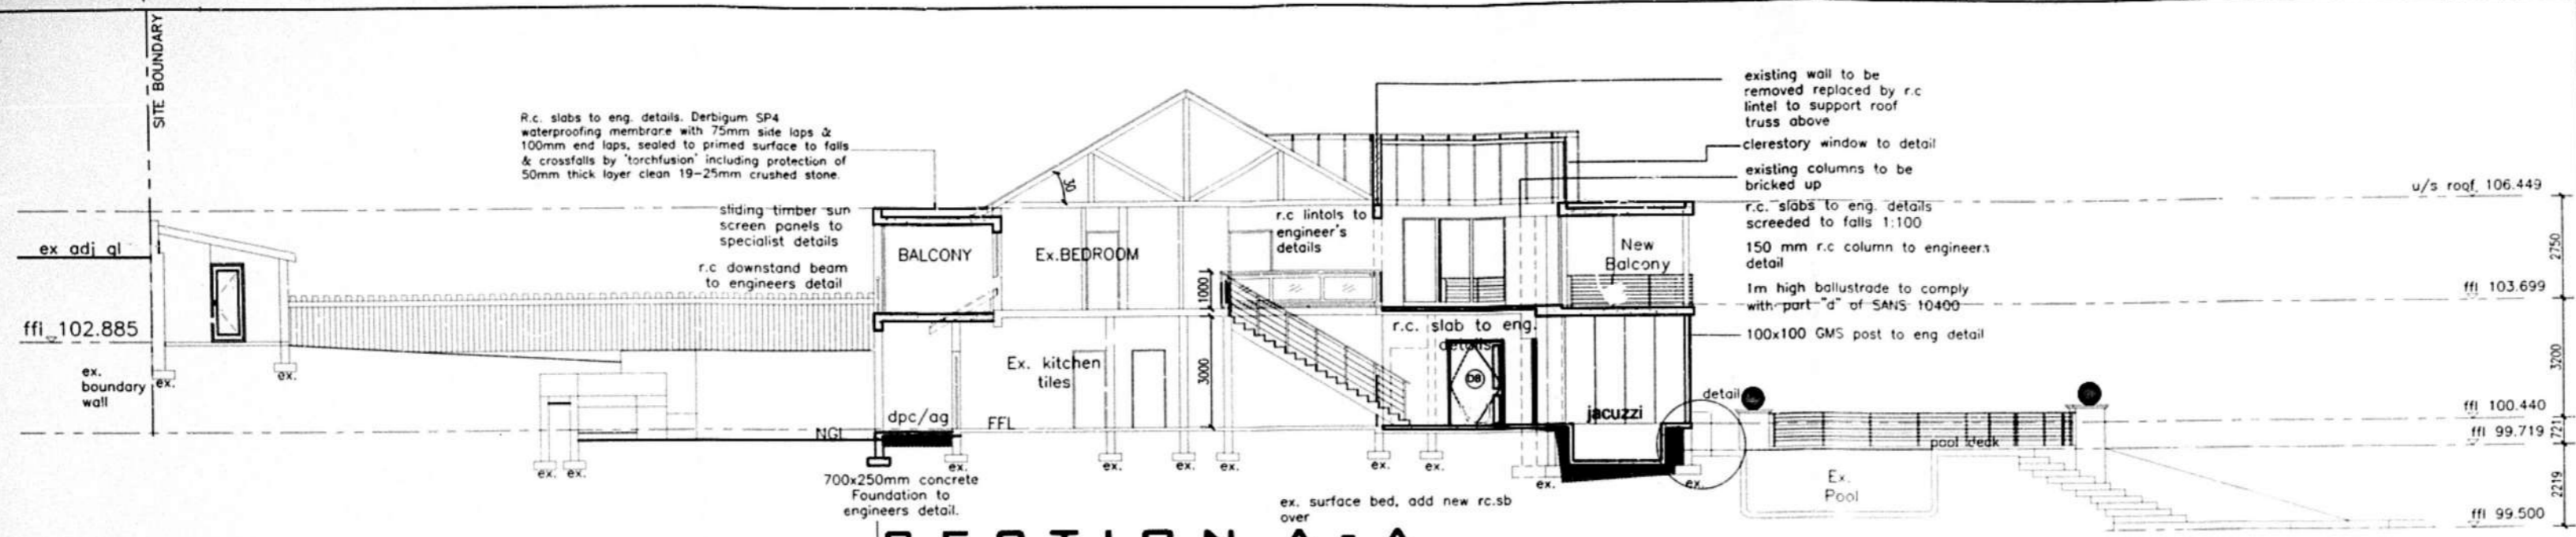 SITE BOUNDARY
R.c. slabs to eng. details. Derbigum SP4
waterproofing membrane with 75mm side laps &
100mm end laps, sealed to primed surface to falls
& crossfalls by 'torchfusion' including protection of
50mm thick layer clean 19-25mm crushed stone.
sliding timber sun
screen panels to
specialist details
r.c downstand beam
to engineers detail
ex adj gl
ffl 102.885
ex.
boundary
wall
ex.
ex.
BALCONY
Ex.BEDROOM
30
r.c lintols to
engineer's
details
1000
3000
Ex. kitchen
tiles
dpc/ag
FFL
NGL
ex.
ex.
ex.
ex.
ex.
ex.
ex.
ex.
ex.
ex.
700x250mm concrete
Foundation to
engineers detail.
r.c. slab to eng.
details
DB
New
Balcony
jacuzzi
ex. surface bed, add new rc.sb
over
existing wall to be
removed replaced by r.c
lintel to support roof
truss above
clerestory window to detail
existing columns to be
bricked up
r.c. slabs to eng. details
screeded to falls 1:100
150 mm r.c column to engineers
detail
1m high ballustrade to comply
with part "d" of SANS 10400
100x100 GMS post to eng detail
detail
pool deck
Ex.
Pool
u/s roof 106.449
2750
ffl 103.699
3200
ffl 100.440
721
ffl 99.719
2219
ffl 99.500
SECTION A-A